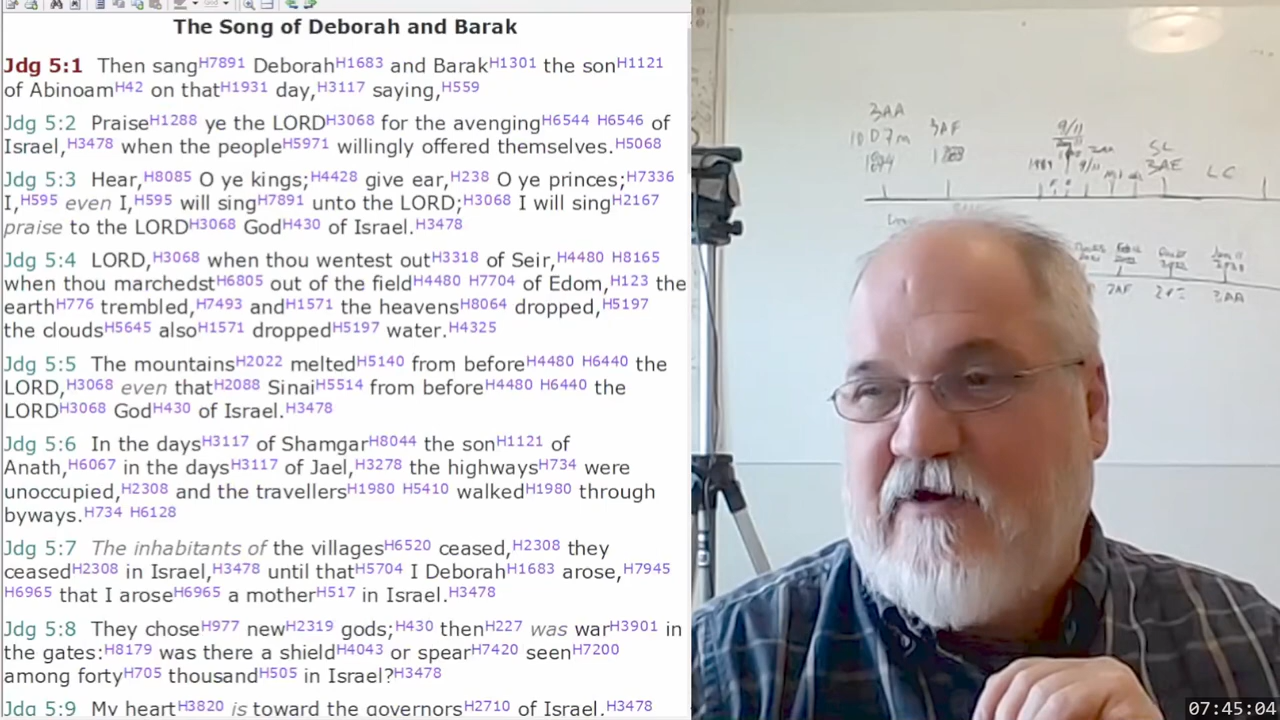 The Song of Deborah and Barak
Jdg 5:1 Then sangH7891 DeborahH1683 and BarakH1301 the sonH1121
of AbinoamH42 on thatH1931 day,H3117 saying,H559
Jdg 5:2 PraiseH1288 ye the LORDH3068 for the avengingH6544 H6546 of
Israel,H3478 when the peopleH5971 willingly offered themselves.H5068
Jdg 5:3 Hear,H8085 O ye kings;H4428 give ear,H238 O ye princes;H7336
I,H595 even I,H595 will singH7891 unto the LORD;H3068 I will singH2167
praise to the LORDH3068 GodH430 of Israel.H3478
Jdg 5:4 LORD,H3068 when thou wentest outH3318 of Seir,H4480 H8165
when thou marchedstH6805 out of the fieldH4480 H7704 of Edom,H123 the
earthH776 trembled,H7493 andH1571 the heavensH8064 dropped,H5197
the cloudsH5645 alsoH1571 droppedH5197 water.H4325
Jdg 5:5 The mountainsH2022 meltedH5140 from beforeH4480 H6440 the
LORD,H3068 even thatH2088 SinaiH5514 from beforeH4480 H6440 the
LORDH3068 GodH430 of Israel.H3478
Jdg 5:6 In the daysH3117 of ShamgarH8044 the sonH1121 of
Anath,H6067 in the daysH3117 of Jael,H3278 the highwaysH734 were
unoccupied,H2308 and the travellersH1980 H5410 walkedH1980 through
byways.H734 H6128
Jdg 5:7 The inhabitants of the villagesH6520 ceased,H2308 they
ceasedH2308 in Israel,H3478 until thatH5704 I DeborahH1683 arose,H7945
H6965 that I aroseH6965 a motherH517 in Israel.H3478
Jdg 5:8 They choseH977 newH2319 gods;H430 thenH227 was warH3901 in
the gates:H8179 was there a shieldH4043 or spearH7420 seenH7200
among fortyH705 thousandH505 in Israel?H3478
Jdg 5:9 My heartH3820 is toward the governorsH2710 of Israel,H3478
3AA 3AF 9/11 SL
10 D 7m 3AE LC
1989 9/11
2AF 3AA
07:45:04